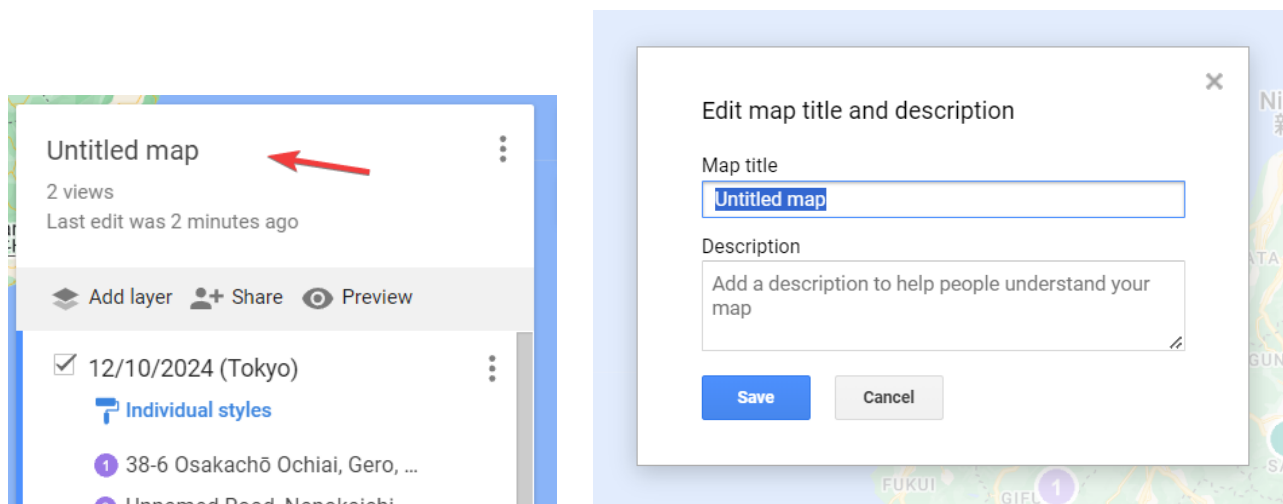 Untitled map
2 views
Last edit was 2 minutes ago
Add layer Share Preview
12/10/2024 (Tokyo)
Individual styles
1 38-6 Osakachō Ochiai, Gero, ...
Edit map title and description
Map title
Untitled map
Description
Add a description to help people understand your
map
Save Cancel
FUKUI
1